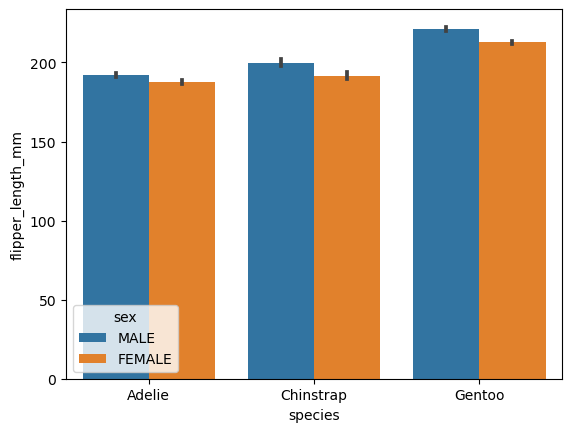 200
150
100
50
0
flipper_length_mm
sex
MALE
FEMALE
Adelie Chinstrap Gentoo
species